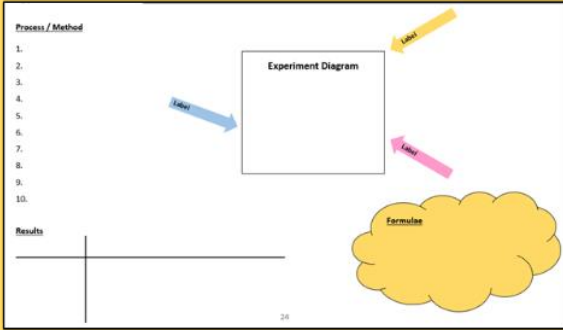 Process / Method
1.
2.
3.
4.
5.
6.
7.
8.
9.
10.
Label
Experiment Diagram
Label
Label
Formulae
Results
24